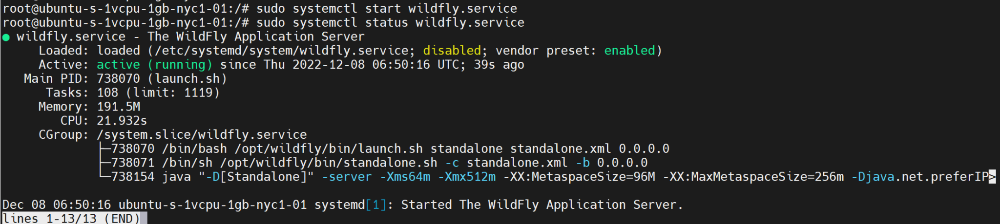 root@ubuntu-s-1vcpu-1gb-nyc1-01:/# sudo systemctl start wildfly.service
root@ubuntu-s-1vcpu-1gb-nyc1-01:/# sudo systemctl status wildfly.service
● wildfly.service - The WildFly Application Server
     Loaded: loaded (/etc/systemd/system/wildfly.service; disabled; vendor preset: enabled)
     Active: active (running) since Thu 2022-12-08 06:50:16 UTC; 39s ago
   Main PID: 738070 (launch.sh)
      Tasks: 108 (limit: 1119)
     Memory: 191.5M
        CPU: 21.932s
     CGroup: /system.slice/wildfly.service
             ├─738070 /bin/bash /opt/wildfly/bin/launch.sh standalone standalone.xml 0.0.0.0
             ├─738071 /bin/sh /opt/wildfly/bin/standalone.sh -c standalone.xml -b 0.0.0.0
             └─738154 java "-D[Standalone]" -server -Xms64m -Xmx512m -XX:MetaspaceSize=96M -XX:MaxMetaspaceSize=256m -Djava.net.preferIP>
Dec 08 06:50:16 ubuntu-s-1vcpu-1gb-nyc1-01 systemd[1]: Started The WildFly Application Server.
lines 1-13/13 (END)